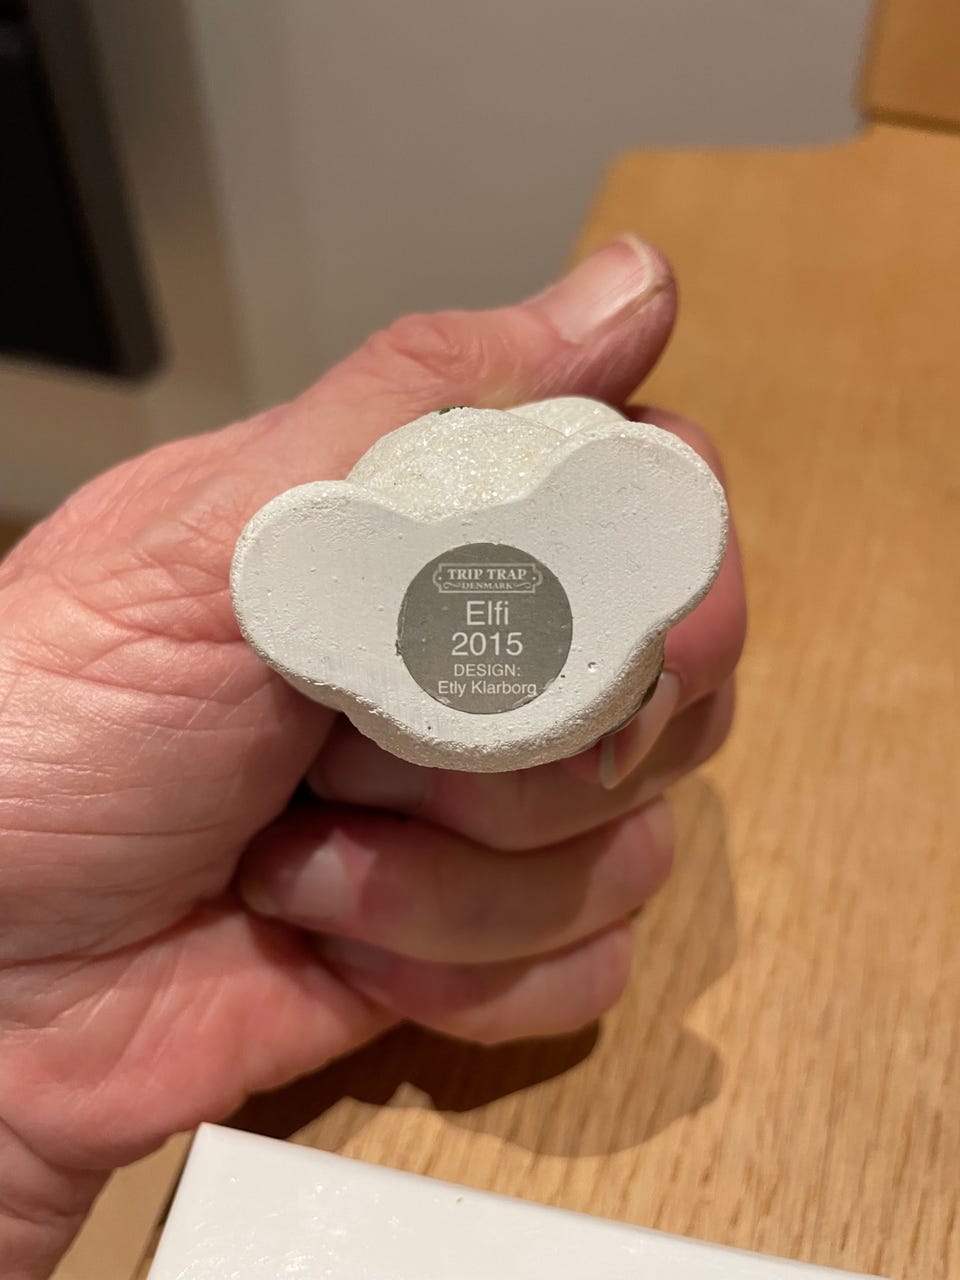 TRIP TRAP
DENMARK
Elfi
2015
DESIGN:
Etly Klarborg